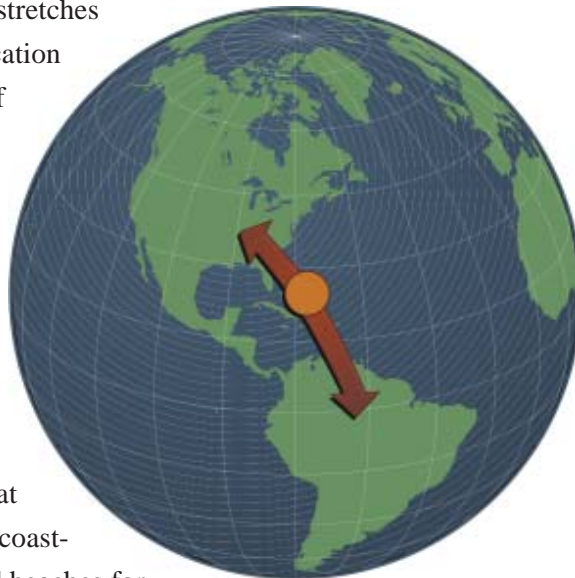 stretches
cation
f
at
coast-
beaches for